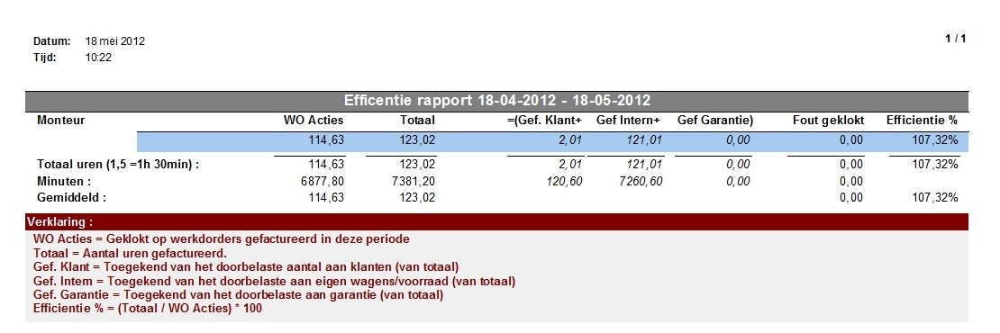 Datum: 18 mei 2012
1 / 1
Tijd: 10:22
Efficentie rapport 18-04-2012 - 18-05-2012
Monteur WO Acties Totaal =(Gef. Klant+ Gef Intern+ Gef Garantie) Fout geklokt Efficientie %
114,63 123,02 2,01 121,01 0,00 0,00 107,32%
Totaal uren (1,5 =1h 30min) : 114,63 123,02 2,01 121,01 0,00 0,00 107,32%
Minuten : 6877,80 7381,20 120,60 7260,60 0,00 0,00
Gemiddeld : 114,63 123,02 0,00 107,32%
Verklaring :
WO Acties = Geklokt op werkdorders gefactureerd in deze periode
Totaal = Aantal uren gefactureerd.
Gef. Klant = Toegekend van het doorbelaste aantal aan klanten (van totaal)
Gef. Intern = Toegekend van het doorbelaste aan eigen wagens/voorraad (van totaal)
Gef. Garantie = Toegekend van het doorbelaste aan garantie (van totaal)
Efficientie % = (Totaal / WO Acties) * 100